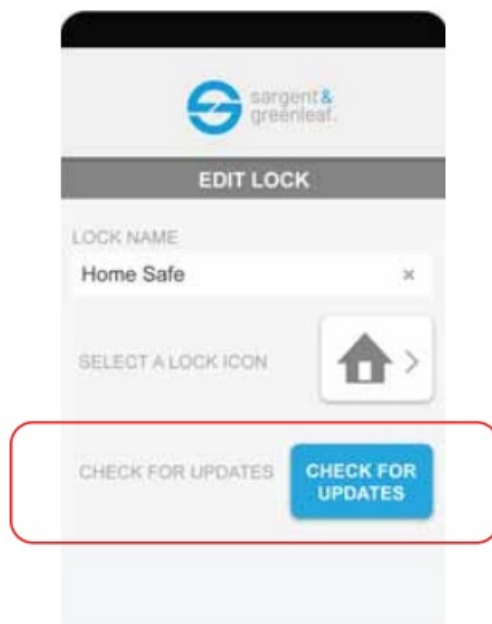 sargent&
greenleaf.
EDIT LOCK
LOCK NAME
Home Safe ×
SELECT A LOCK ICON >
CHECK FOR UPDATES
CHECK FOR
UPDATES